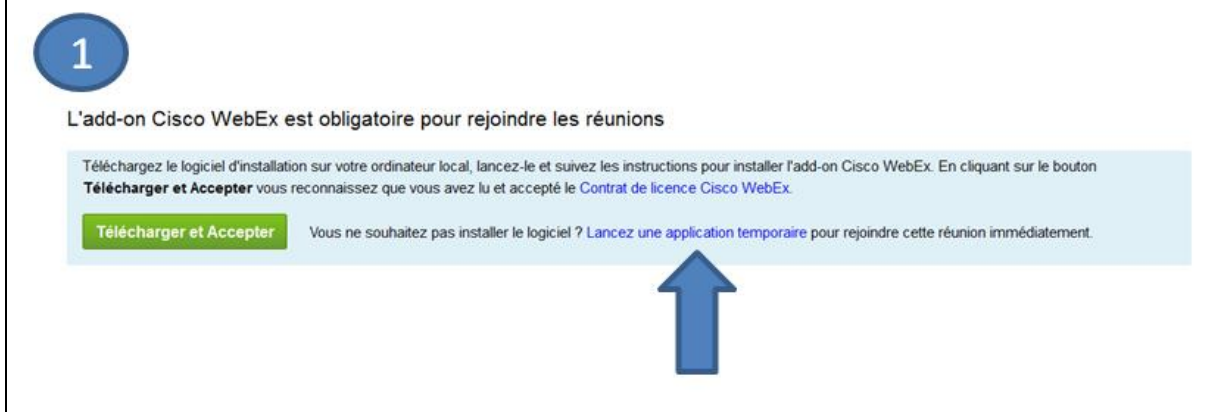 1
L'add-on Cisco WebEx est obligatoire pour rejoindre les réunions
Téléchargez le logiciel d'installation sur votre ordinateur local, lancez-le et suivez les instructions pour installer l'add-on Cisco WebEx. En cliquant sur le bouton
Télécharger et Accepter vous reconnaissez que vous avez lu et accepté le Contrat de licence Cisco WebEx.
Télécharger et Accepter Vous ne souhaitez pas installer le logiciel ? Lancez une application temporaire pour rejoindre cette réunion immédiatement.